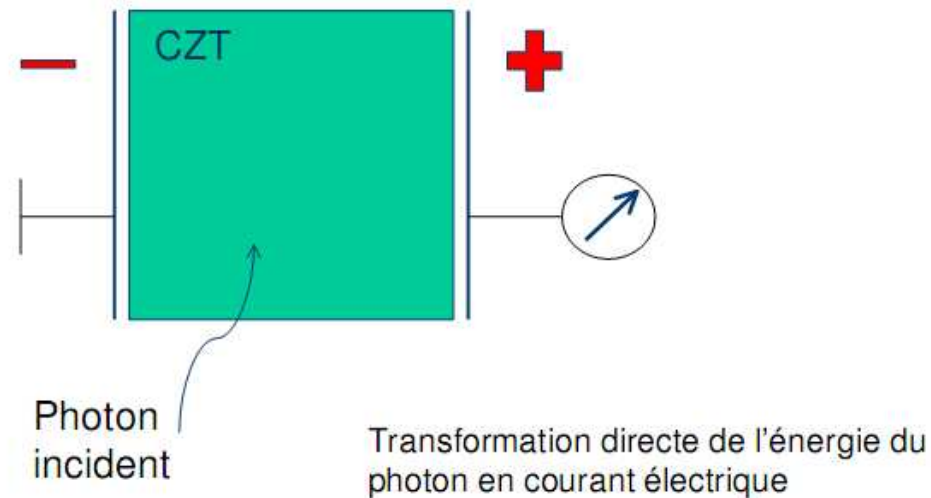 CZT
Photon
incident
Transformation directe de l'énergie du
photon en courant électrique